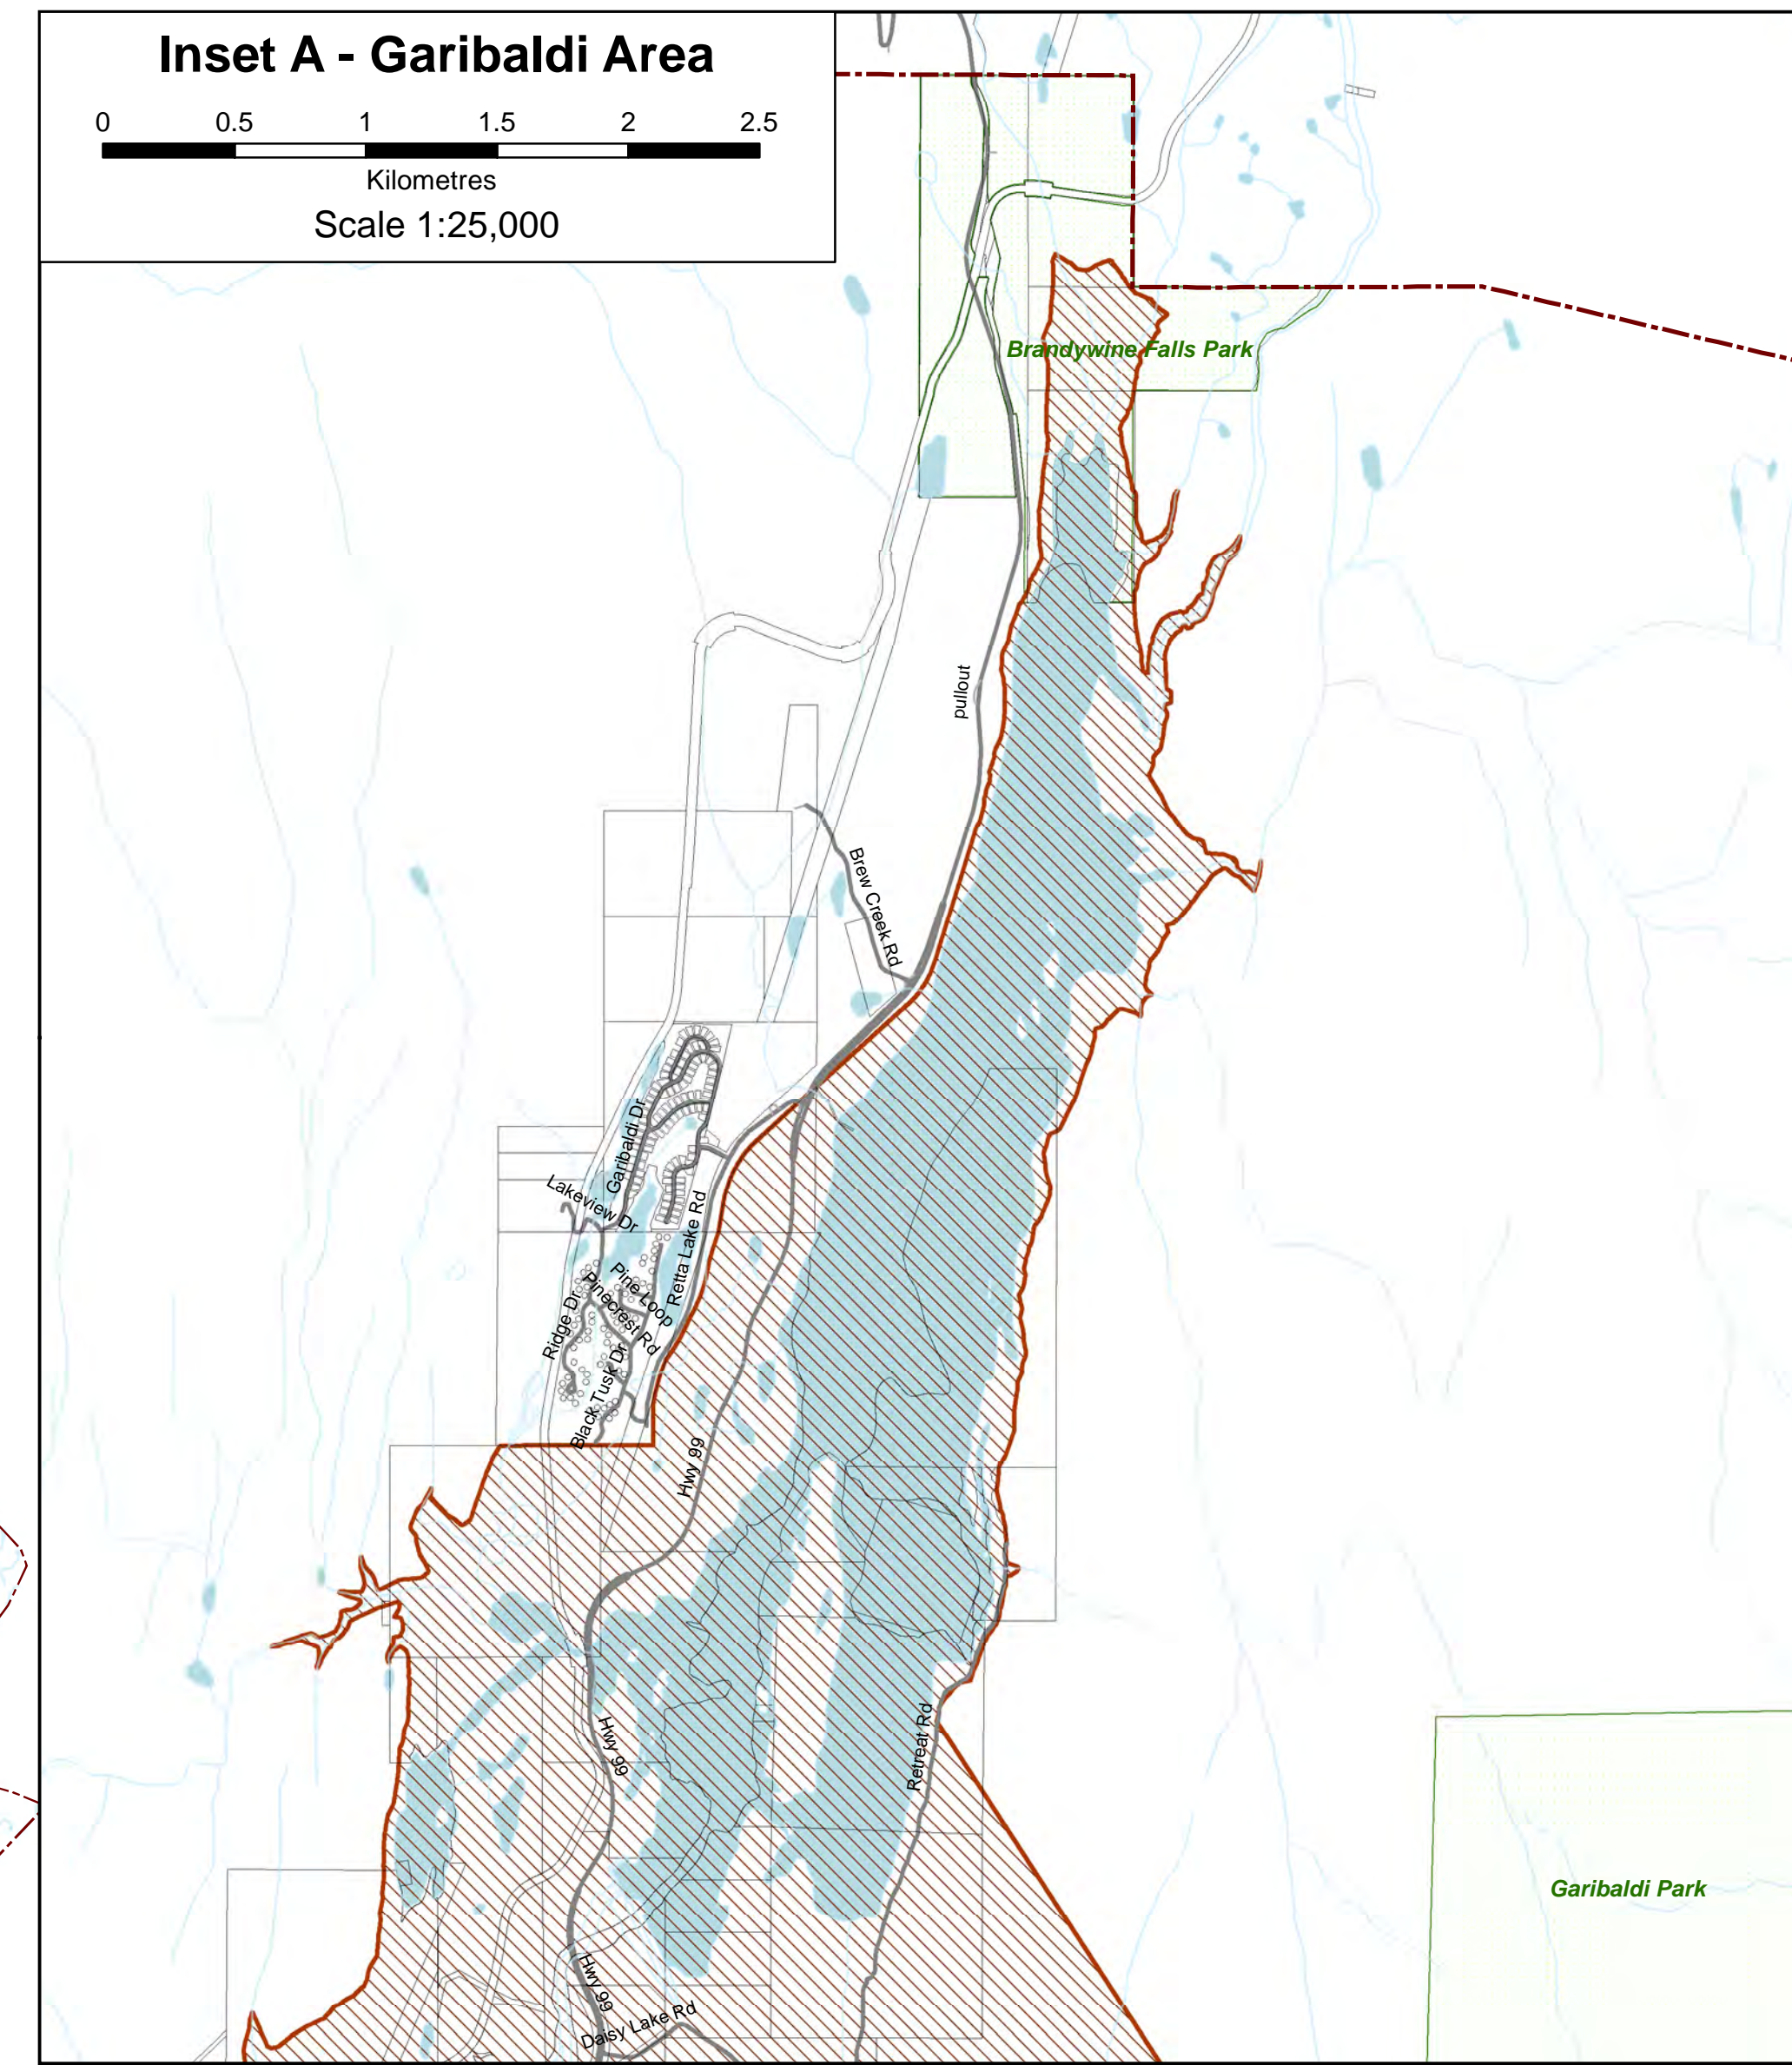 Inset A - Garibaldi Area
0 0.5 1 1.5 2 2.5
Kilometres
Scale 1:25,000
Brandywine Falls Park
pullout
Brew Creek Rd
Garibaldi Dr
Lakeview Dr
Retta Lake Rd
Pine Loop
Pinecrest Rd
Ridge Dr
Black Tusk Dr
Hwy 99
Hwy 99
Retreat Rd
Garibaldi Park
Hwy 99
Daisy Lake Rd